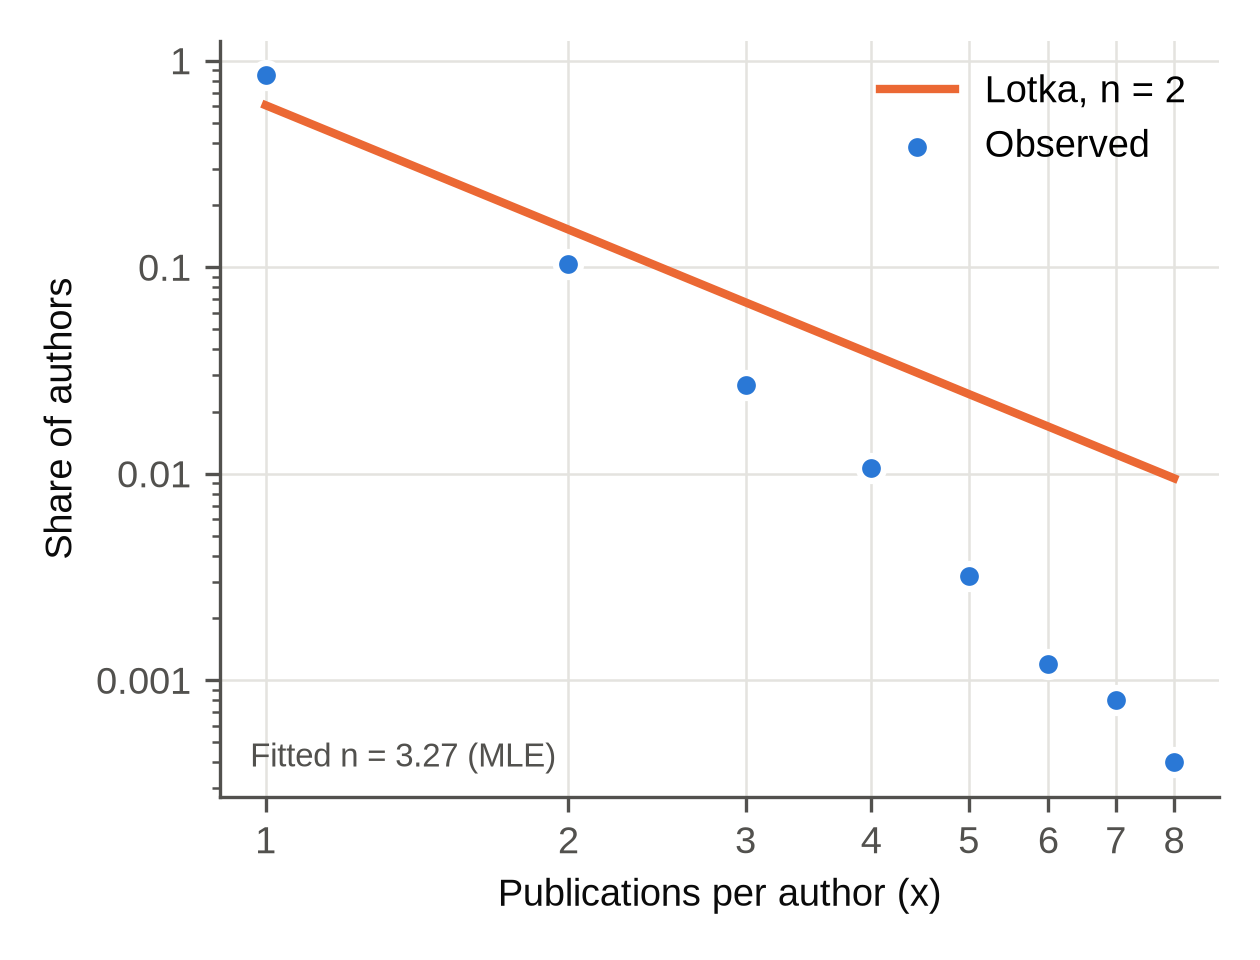 1
0.1
0.01
0.001
Share of authors
Lotka, n = 2
Observed
Fitted n = 3.27 (MLE)
1 2 3 4 5 6 7 8
Publications per author (x)